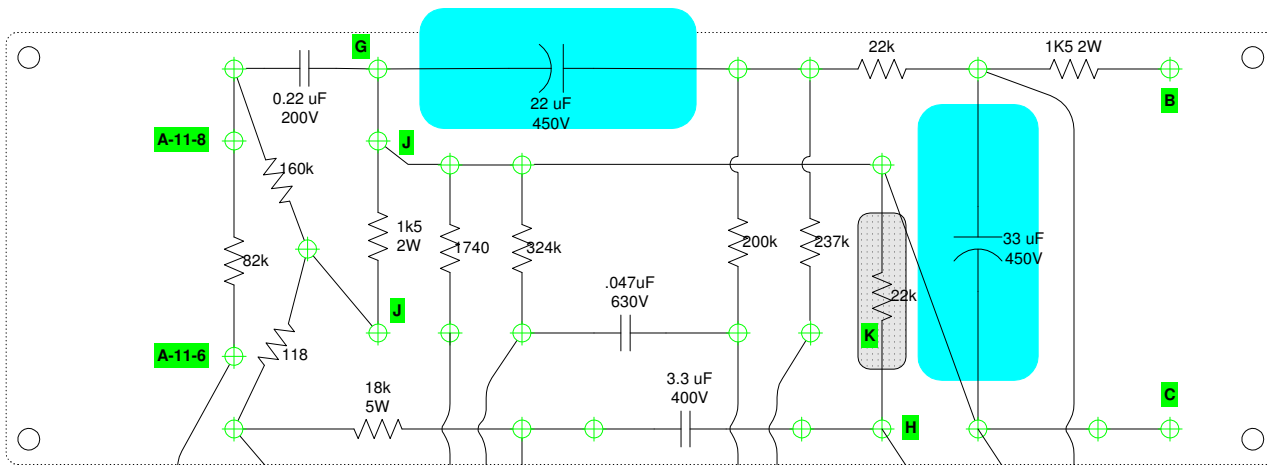 G
22k
1K5 2W
0.22 uF
200V
22 uF
450V
B
A-11-8
J
160k
1k5
2W
1740
324k
200k
237k
33 uF
450V
82k
.047uF
630V
22k
J
K
A-11-6
118
18k
5W
3.3 uF
400V
C
H